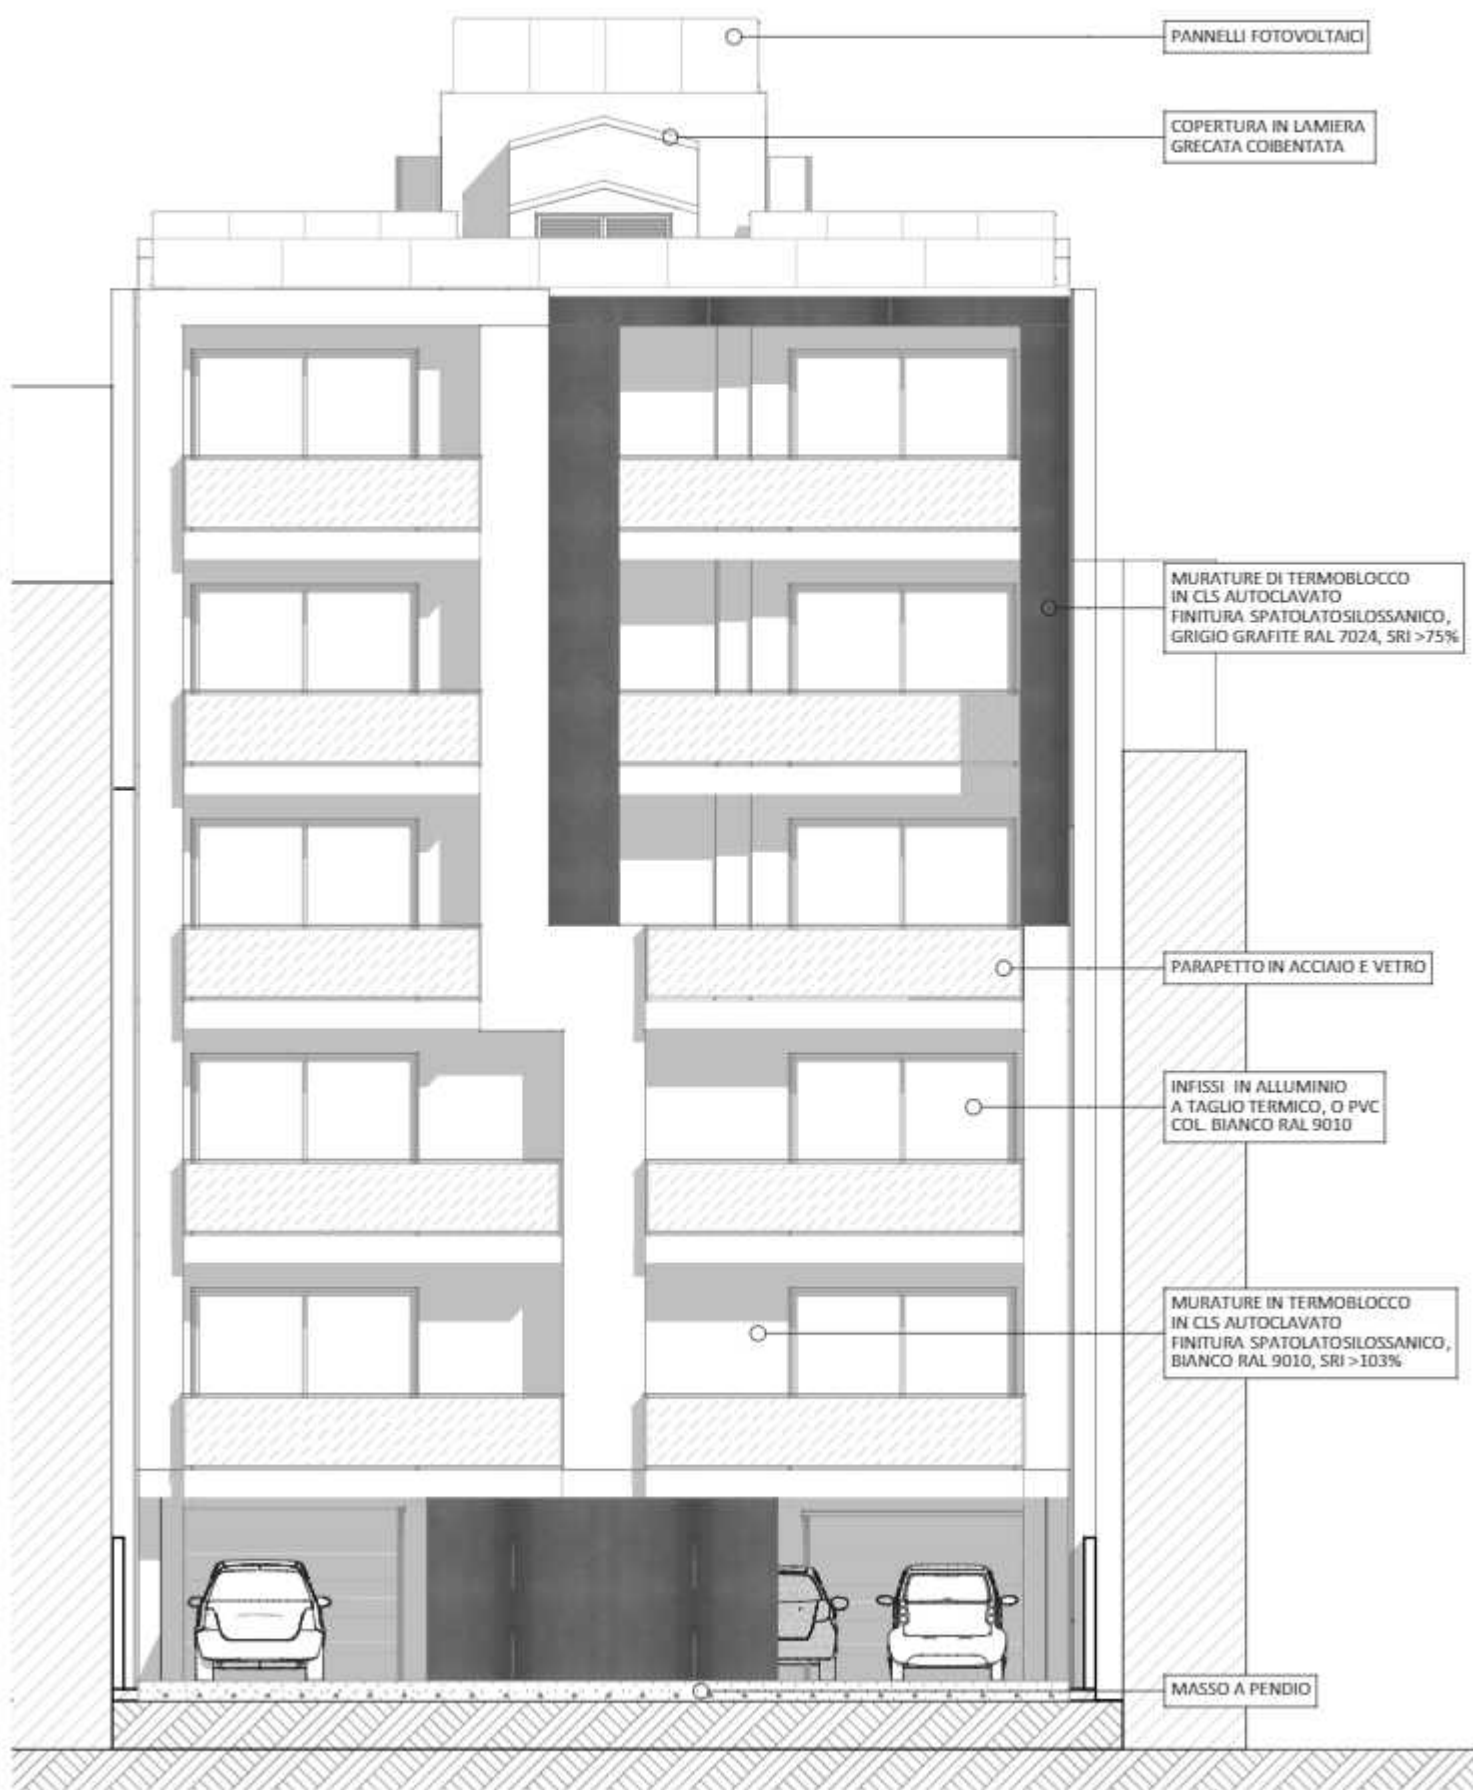 PANNELLI FOTOVOLTAICI
COPERTURA IN LAMIERA
GRECATA COIBENTATA
MURATURE DI TERMOBLOCCO
IN CLS AUTOCLAVATO
FINITURA SPATOLATOSILOSSANICO,
GRIGIO GRAFITE RAL 7024, SRI >75%
PARAPETTO IN ACCIAIO E VETRO
INFISSI IN ALLUMINIO
A TAGLIO TERMICO, O PVC
COL. BIANCO RAL 9010
MURATURE IN TERMOBLOCCO
IN CLS AUTOCLAVATO
FINITURA SPATOLATOSILOSSANICO,
BIANCO RAL 9010, SRI >103%
MASSO A PENDIO